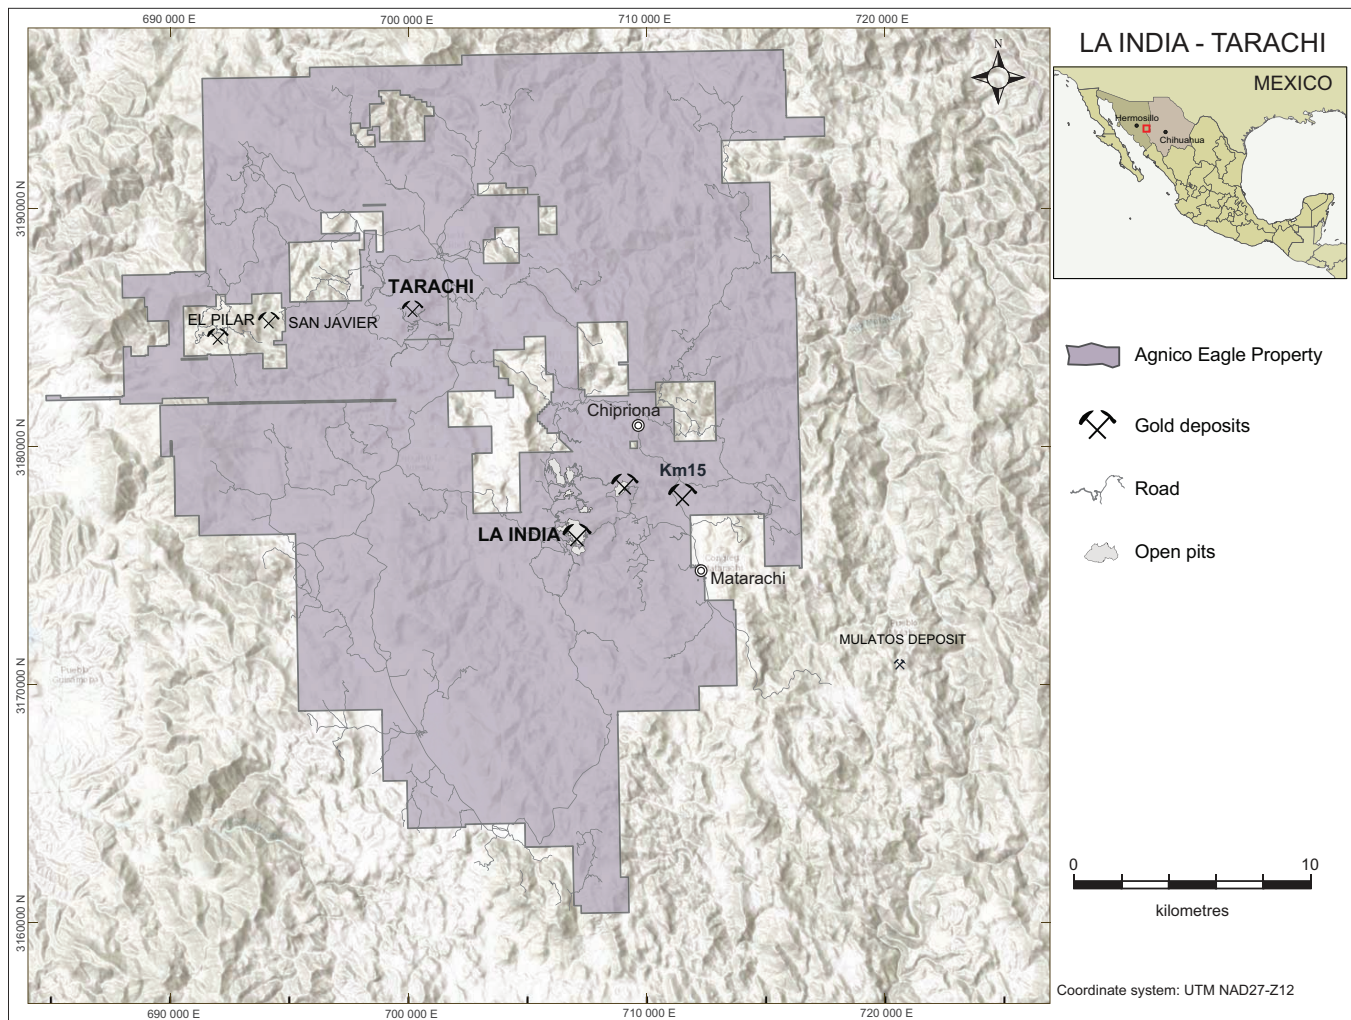 690 000 E
700 000 E
710 000 E
720 000 E
LA INDIA - TARACHI
N
MEXICO
Hermosillo
Chihuahua
3190000 N
TARACHI
EL PILAR
SAN JAVIER
Agnico Eagle Property
Chipriona
Gold deposits
3180000 N
Km15
Road
LA INDIA
Open pits
Matarachi
MULATOS DEPOSIT
Pueblo
3170000 N
0
10
kilometres
3160000 N
Coordinate system: UTM NAD27-Z12
690 000 E
700 000 E
710 000 E
720 000 E